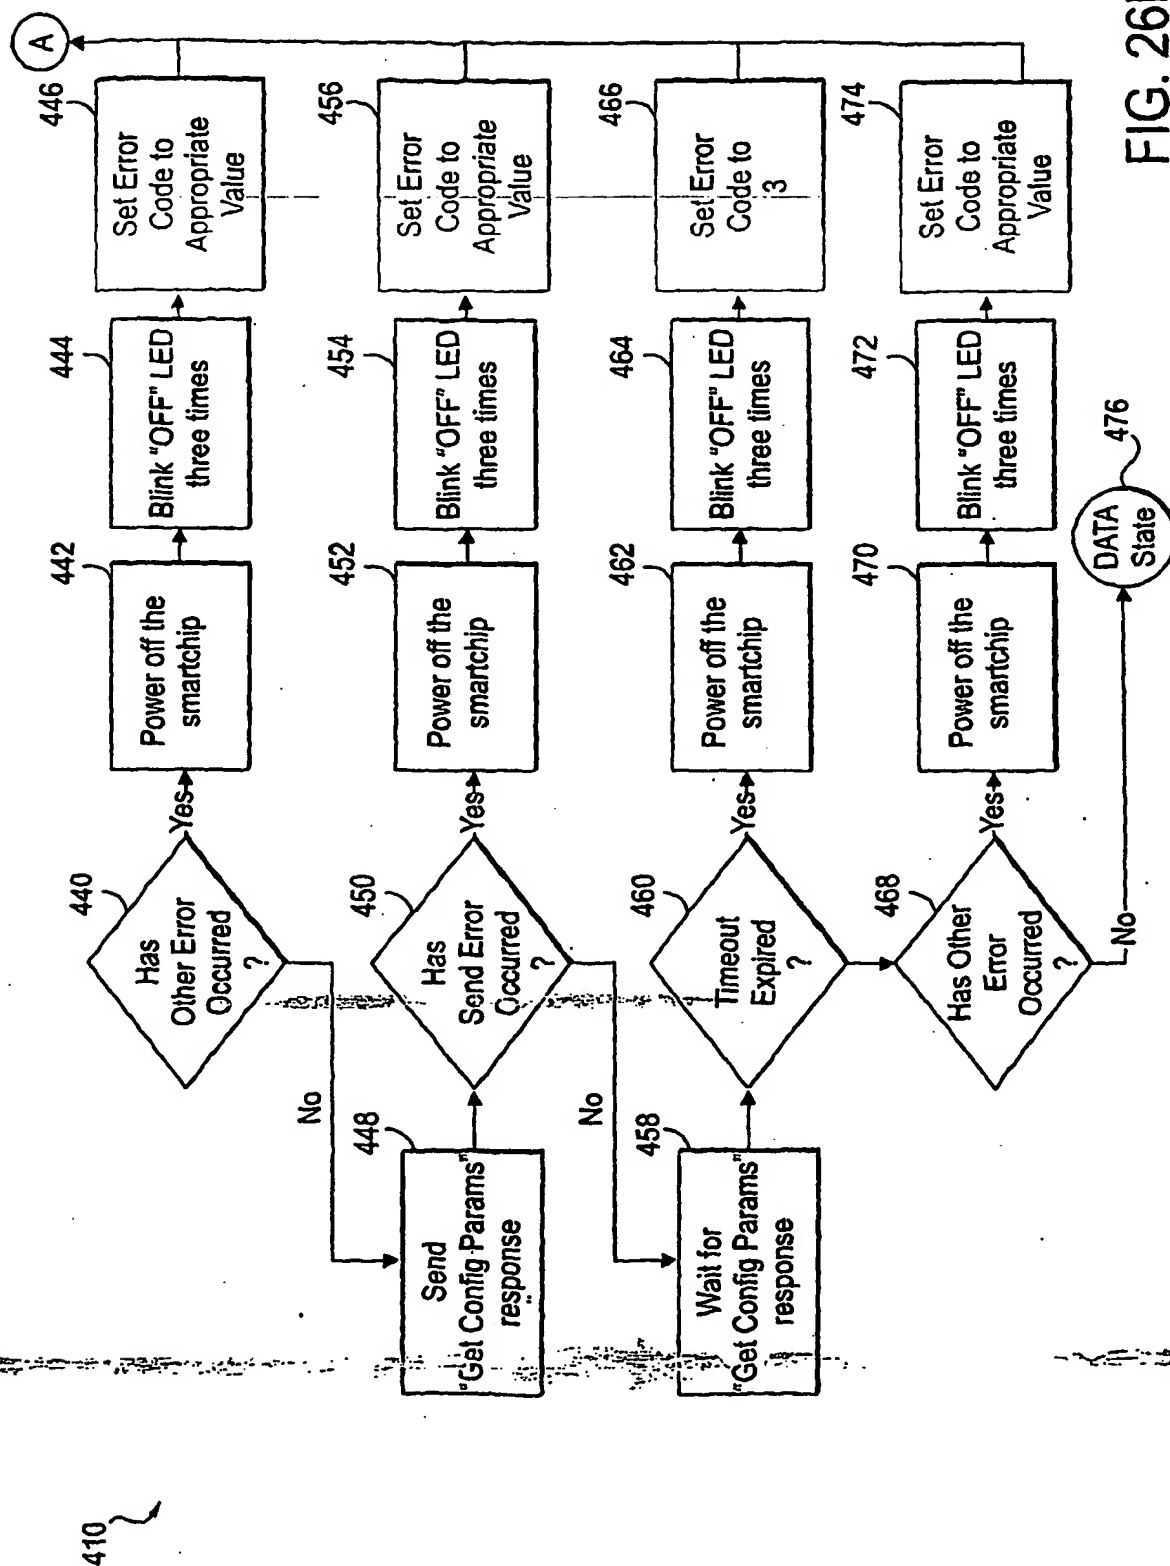 410
440
Has
Other Error
Occurred
?
Yes
No
442
Power off the
smartchip
444
Blink "OFF" LED
three times
446
Set Error
Code to
Appropriate
Value
A
448
Send
"Get Config Params"
response
450
Has
Send Error
Occurred
?
Yes
No
452
Power off the
smartchip
454
Blink "OFF" LED
three times
456
Set Error
Code to
Appropriate
Value
458
Wait for
"Get Config Params"
response
460
Timeout
Expired
?
Yes
462
Power off the
smartchip
464
Blink "OFF" LED
three times
466
Set Error
Code to
3
468
Has Other
Error
Occurred
?
Yes
No
470
Power off the
smartchip
472
Blink "OFF" LED
three times
474
Set Error
Code to
Appropriate
Value
DATA
State
476
FIG.